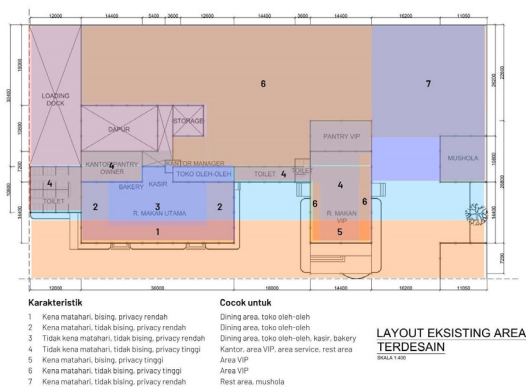 12000 14400 5400 3600 12000 14400 14400 16200 11050
LOADING DOCK
6
7
DAPUR
STORAGE
PANTRY VIP
MUSHOLA
4
KANTOR/PANTRY OWNER
KANTOR MANAGER
KASIR
BAKERY
TOKO OLEH-OLEH
TOILET 4
TOILET
4
4
TOILET
2 3 2
R. MAKAN UTAMA
1
6 6
R. MAKAN VIP
5
12000 36000 18000 14400 16200 11050
Karakteristik
1 Kena matahari, bising, privacy rendah
2 Kena matahari, tidak bising, privacy rendah
3 Tidak kena matahari, tidak bising, privacy rendah
4 Tidak kena matahari, tidak bising, privacy tinggi
5 Kena matahari, bising, privacy tinggi
6 Kena matahari, tidak bising, privacy tinggi
7 Kena matahari, tidak bising, privacy rendah
Cocok untuk
Dining area, toko oleh-oleh
Dining area, toko oleh-oleh
Dining area, toko oleh-oleh, kasir, bakery
Kantor, area VIP, area service, rest area
Area VIP
Area VIP
Rest area, mushola
LAYOUT EKSISTING AREA
TERDESAIN
SKALA 1:400